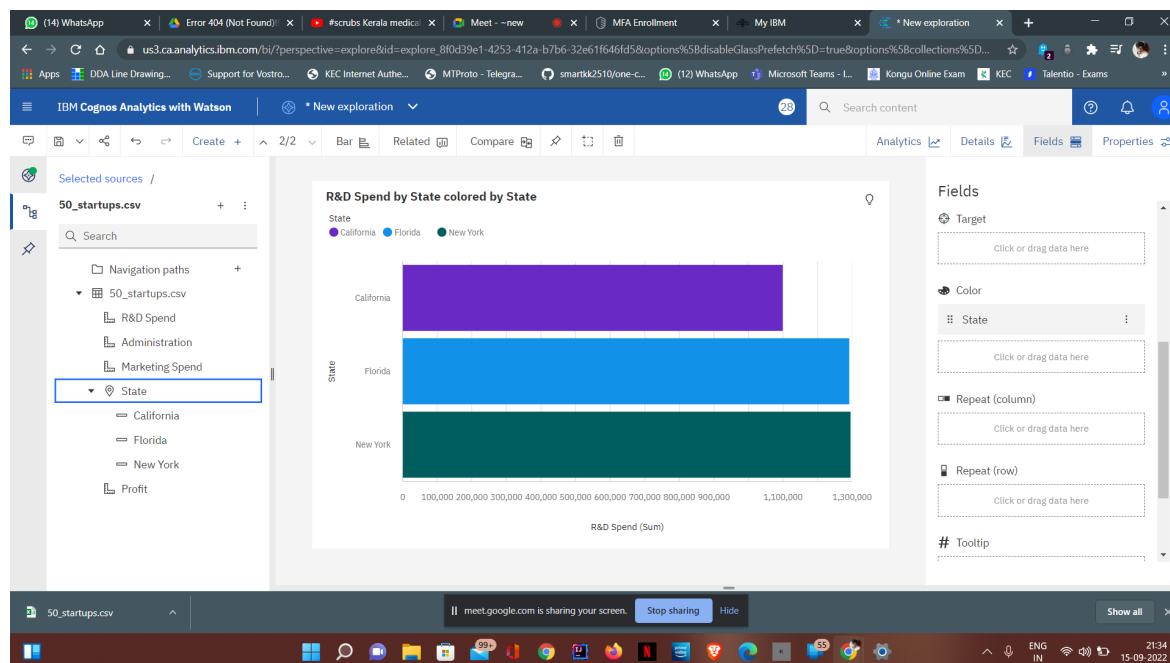 (14) WhatsApp
Error 404 (Not Found)!
#scrubs Kerala medical
Meet - ~new
MFA Enrollment
My IBM
* New exploration
us3.ca.analytics.ibm.com/bi/?perspective=explore&id=explore_8f0d39e1-4253-412a-b7b6-32e61f646fd5&options%5BdisableGlassPrefetch%5D=true&options%5Bcollections%5D...
Apps
DDA Line Drawing...
Support for Vostro...
KEC Internet Authe...
MTProto - Telegra...
smartkk2510/one-c...
(12) WhatsApp
Microsoft Teams - I...
Kongu Online Exam
KEC
Talentio - Exams
»
IBM Cognos Analytics with Watson
* New exploration
28
Search content
Create +
2/2
Bar
Related
Compare
Analytics
Details
Fields
Properties
Selected sources /
50_startups.csv
Search
Navigation paths
50_startups.csv
R&D Spend
Administration
Marketing Spend
State
California
Florida
New York
Profit
R&D Spend by State colored by State
State
California Florida New York
California
Florida
New York
State
0 100,000 200,000 300,000 400,000 500,000 600,000 700,000 800,000 900,000 1,100,000 1,300,000
R&D Spend (Sum)
Fields
Target
Click or drag data here
Color
State
Click or drag data here
Repeat (column)
Click or drag data here
Repeat (row)
Click or drag data here
# Tooltip
50_startups.csv
meet.google.com is sharing your screen.
Stop sharing
Hide
Show all
99+
55
ENG
IN
21:34
15-09-2022